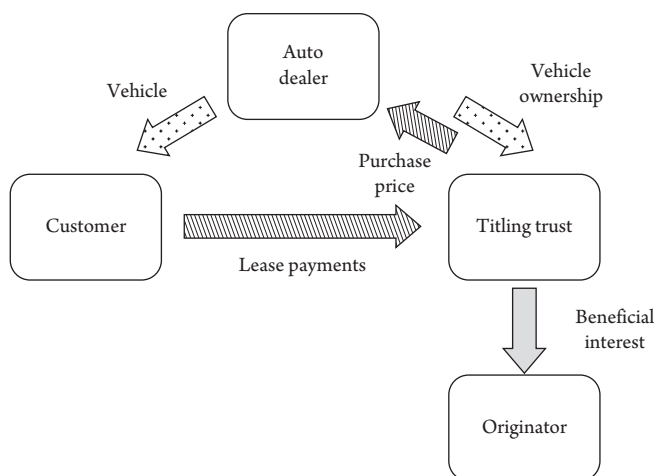 Auto
dealer
Vehicle
Vehicle
ownership
Purchase
price
Customer
Titling trust
Lease payments
Beneficial
interest
Originator